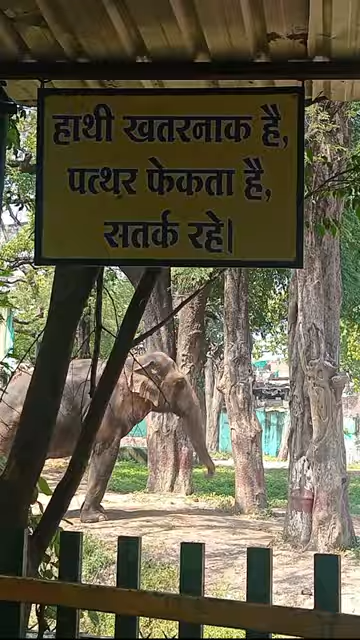 हाथी खतरनाक है,
पत्थर फेकता है,
सतर्क रहे।